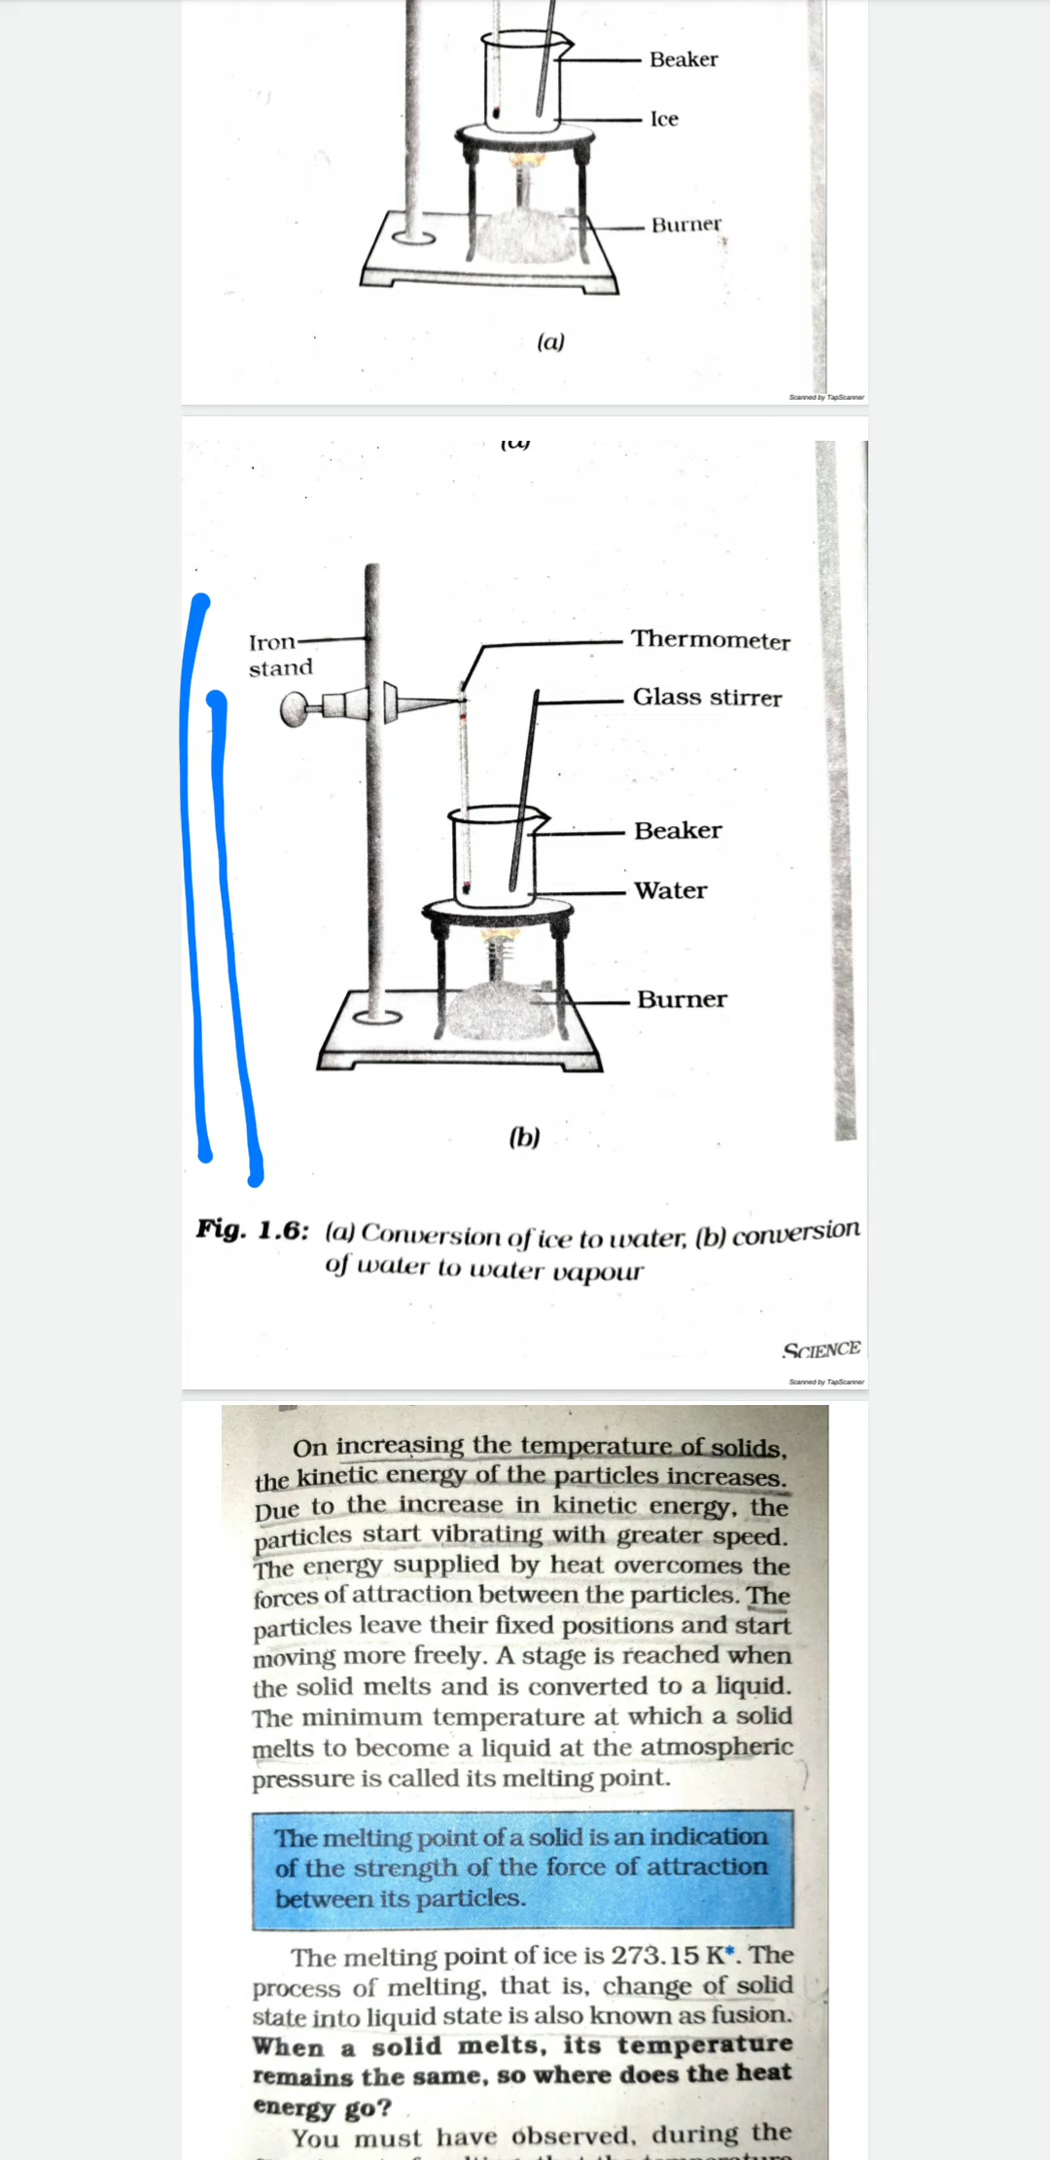 Beaker
Ice
Burner
(a)
Scanned by TapScanner
(a)
Iron
stand
Thermometer
Glass stirrer
Beaker
Water
Burner
(b)
Fig. 1.6: (a) Conversion of ice to water, (b) conversion
of water to water vapour
SCIENCE
Scanned by TapScanner
On increasing the temperature of solids,
the kinetic energy of the particles increases.
Due to the increase in kinetic energy, the
particles start vibrating with greater speed.
The energy supplied by heat overcomes the
forces of attraction between the particles. The
particles leave their fixed positions and start
moving more freely. A stage is reached when
the solid melts and is converted to a liquid.
The minimum temperature at which a solid
melts to become a liquid at the atmospheric
pressure is called its melting point.
The melting point of a solid is an indication
of the strength of the force of attraction
between its particles.
The melting point of ice is 273.15 K*. The
process of melting, that is, change of solid
state into liquid state is also known as fusion.
When a solid melts, its temperature
remains the same, so where does the heat
energy go?
You must have observed, during the